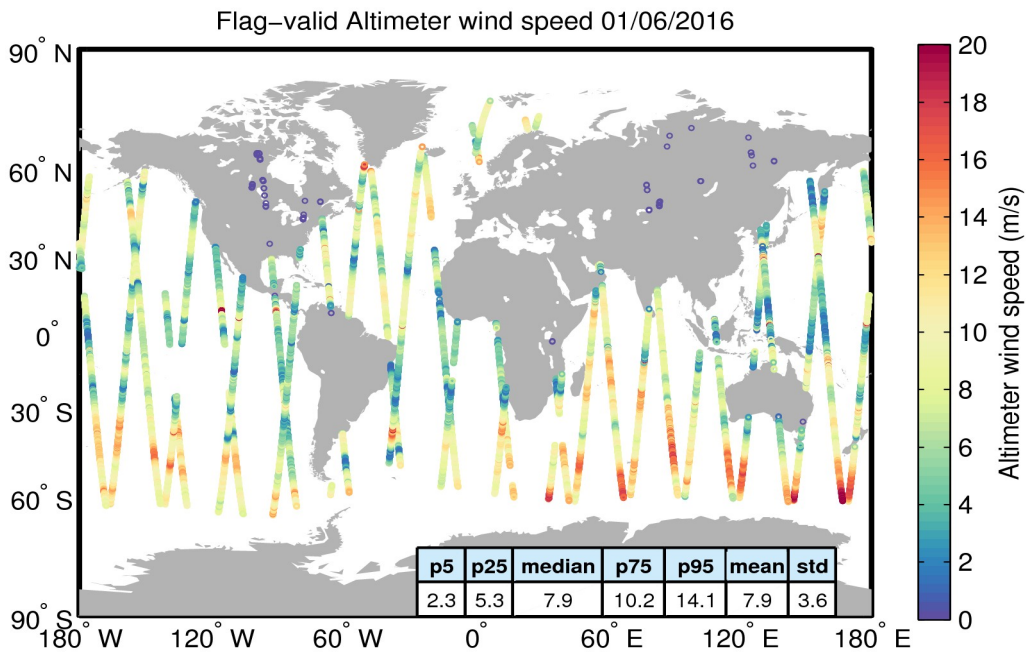 Flag−valid Altimeter wind speed 01/06/2016
90° N
60° N
30° N
0°
30° S
60° S
90° S
180° W
120° W
60° W
0°
60° E
120° E
180° E
p5 p25 median p75 p95 mean std
2.3 5.3 7.9 10.2 14.1 7.9 3.6
20
18
16
14
12
10
8
6
4
2
0
Altimeter wind speed (m/s)